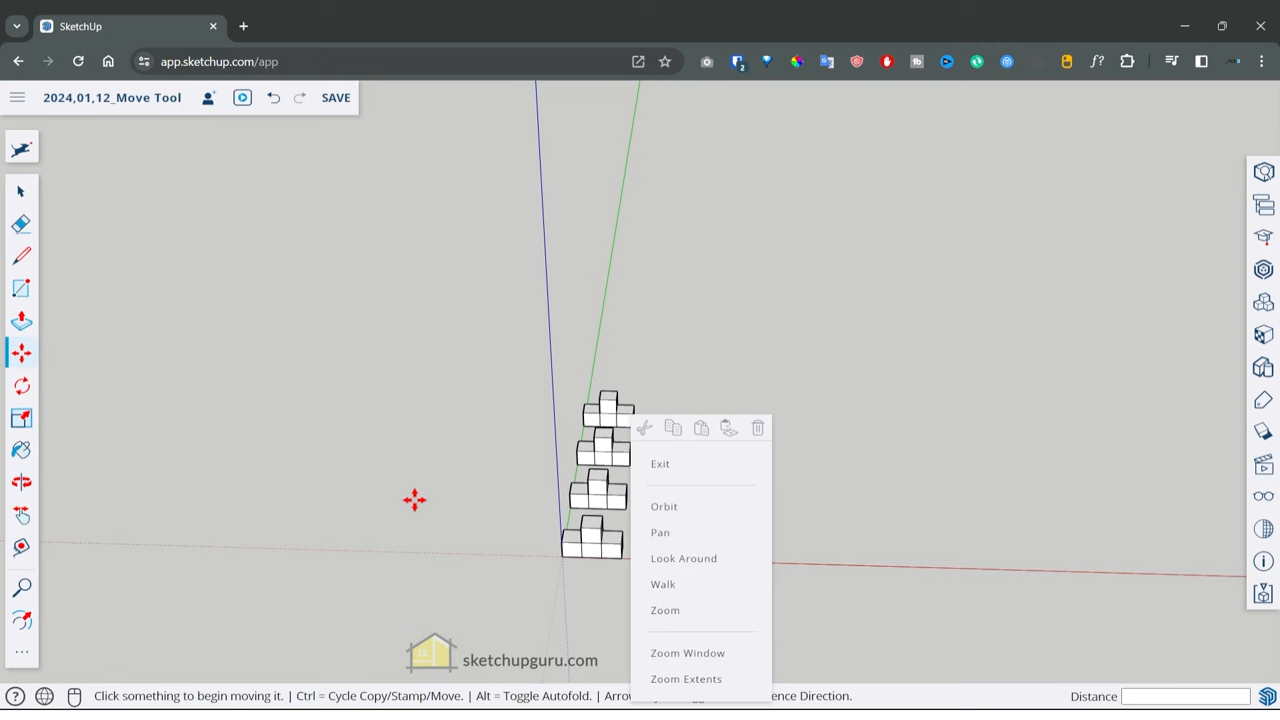 SketchUp
app.sketchup.com/app
2
2024,01,12_Move Tool
SAVE
Exit
Orbit
Pan
Look Around
Walk
Zoom
Zoom Window
Zoom Extents
sketchupguru.com
Click something to begin moving it. | Ctrl = Cycle Copy/Stamp/Move. | Alt = Toggle Autofold. | Arro
ence Direction.
Distance